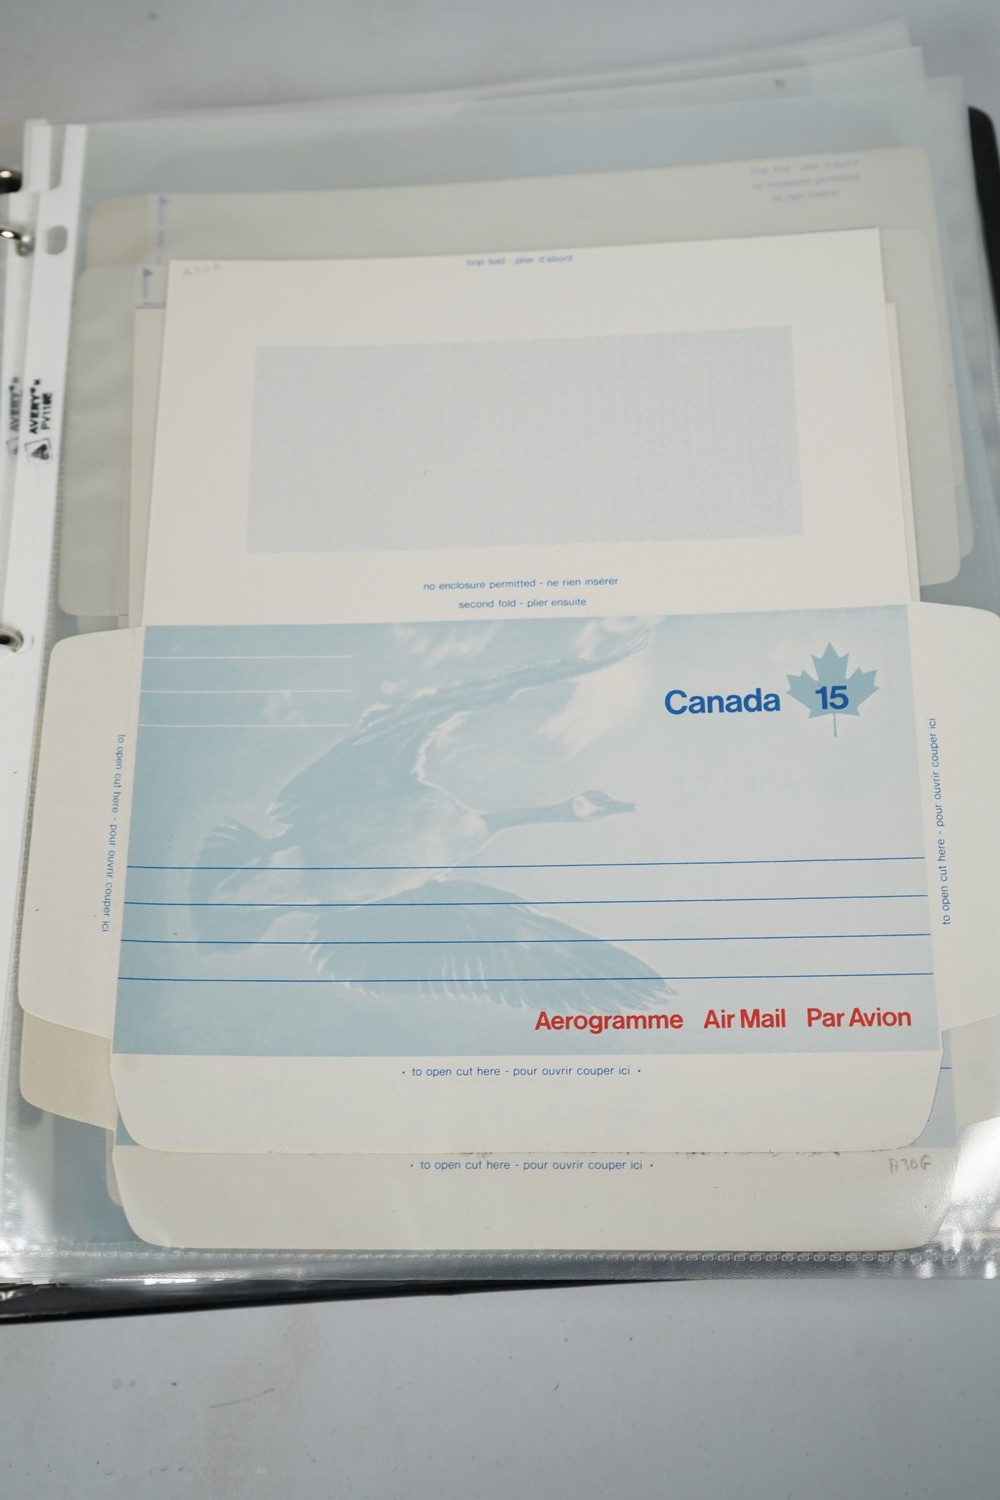 first fold - plier d'abord
AVERY
AVERY
PV119E
no enclosure permitted - ne rien insérer
second fold - plier ensuite
Canada 15
to open cut here - pour ouvrir couper ici
to open cut here - pour ouvrir couper ici
Aerogramme Air Mail Par Avion
• to open cut here - pour ouvrir couper ici •
• to open cut here - pour ouvrir couper ici •
A30G